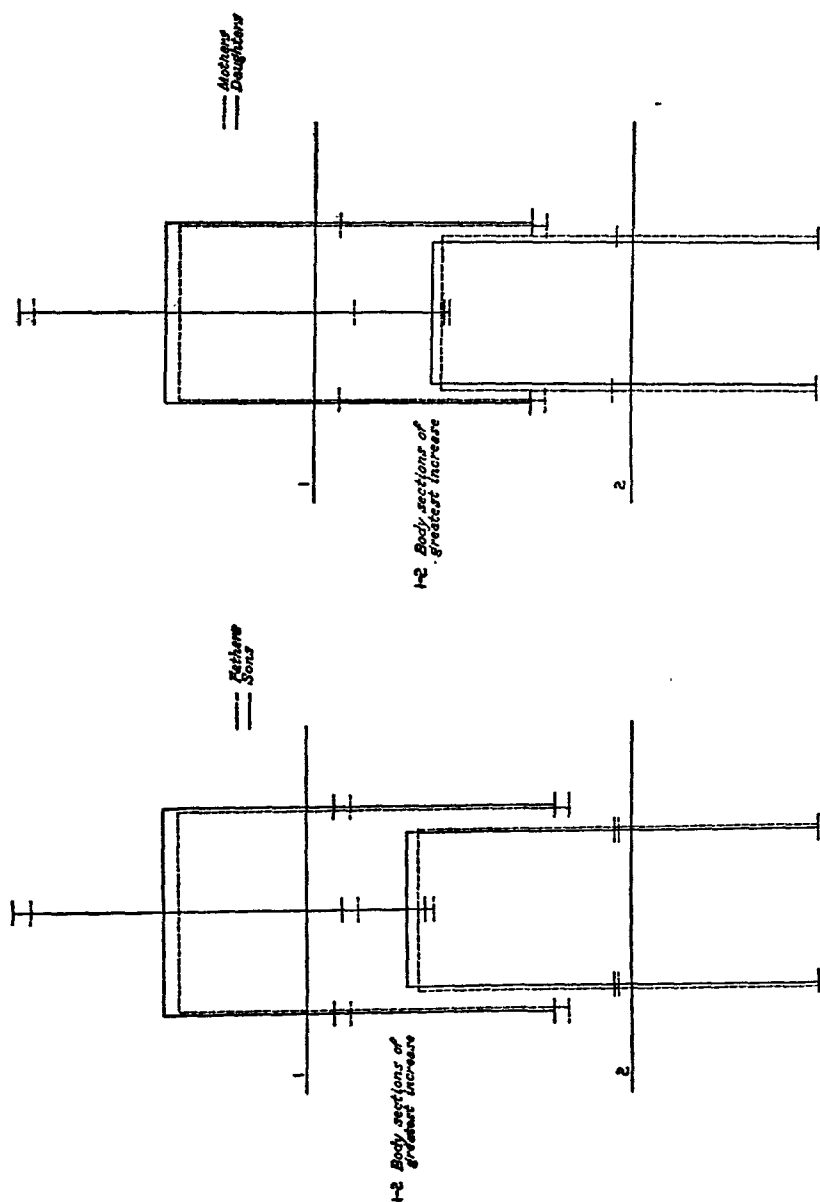 Fathers
Sons
1
1-2 Body sections of
greatest increase
2
Mothers
Daughters
1
1-2 Body sections of
greatest increase
2